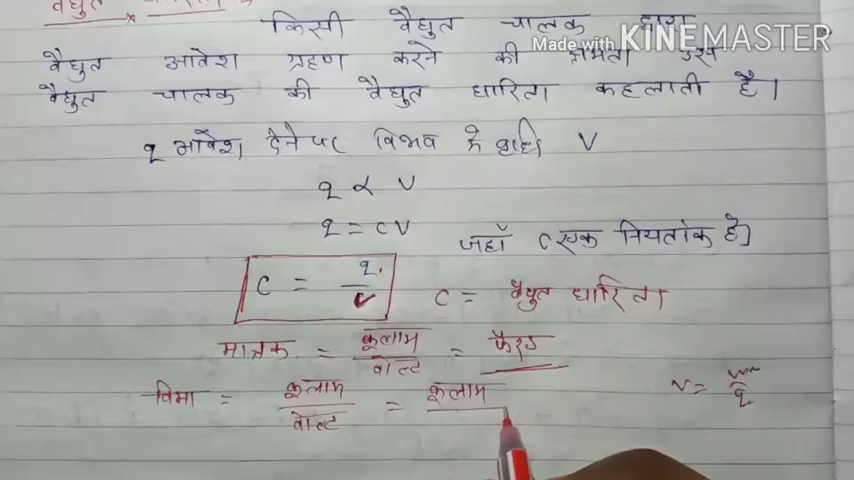 वैद्युत
किसी वैद्युत चालक द्वारा
Made with KINEMASTER
वैद्युत आवेश ग्रहण करने की क्षमता उस
वैद्युत चालक की वैद्युत धारिता कहलाती है।
q आवेश देने पर विभव में वृद्धि V
q ∝ V
q = CV
जहाँ C एक नियतांक है]
C = q / V
C = वैद्युत धारिता
मात्रक = कूलाम / वोल्ट = फैरड
विमा = कूलाम / वोल्ट = कूलाम
V = w / q